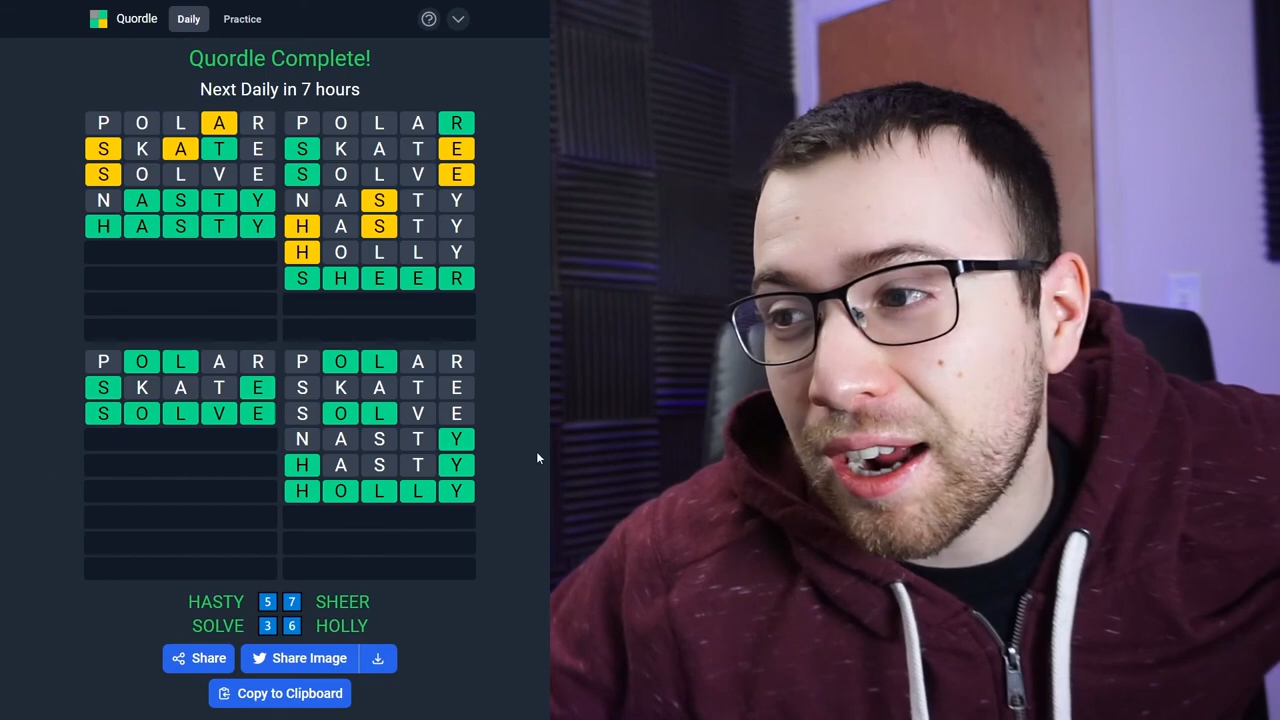 Quordle Daily Practice
Quordle Complete!
Next Daily in 7 hours
P O L A R P O L A R
S K A T E S K A T E
S O L V E S O L V E
N A S T Y N A S T Y
H A S T Y H A S T Y
H O L L Y
S H E E R
P O L A R P O L A R
S K A T E S K A T E
S O L V E S O L V E
N A S T Y
H A S T Y
H O L L Y
HASTY 5 7 SHEER
SOLVE 3 6 HOLLY
Share Share Image
Copy to Clipboard